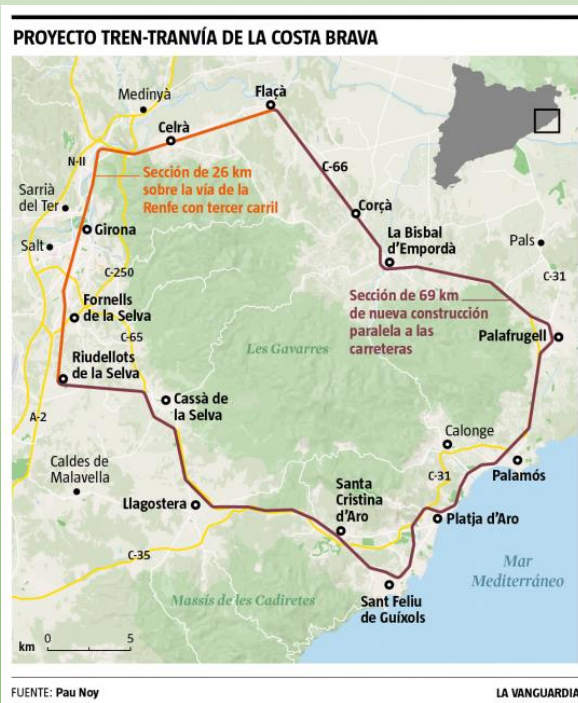 PROYECTO TREN-TRANVÍA DE LA COSTA BRAVA
Flaçà
Medinyà
Celrà
N-II
Sección de 26 km
sobre la vía de la
Renfe con tercer carril
C-66
Sarrià
del Ter
Corçà
Girona
La Bisbal
d'Empordà
Pals
Salt
C-250
C-31
Sección de 69 km
de nueva construcción
paralela a las
carreteras
Fornells
de la Selva
C-65
Palafrugell
Les Gavarres
Riudellots
de la Selva
Cassà de
la Selva
A-2
Calonge
Caldes de
Malavella
C-31
Palamós
Santa
Cristina
d'Aro
Llagostera
Platja d'Aro
C-35
Mar
Mediterráneo
Massís de les Cadiretes
Sant Feliu
de Guíxols
km
0
5
FUENTE: Pau Noy
LA VANGUARDIA